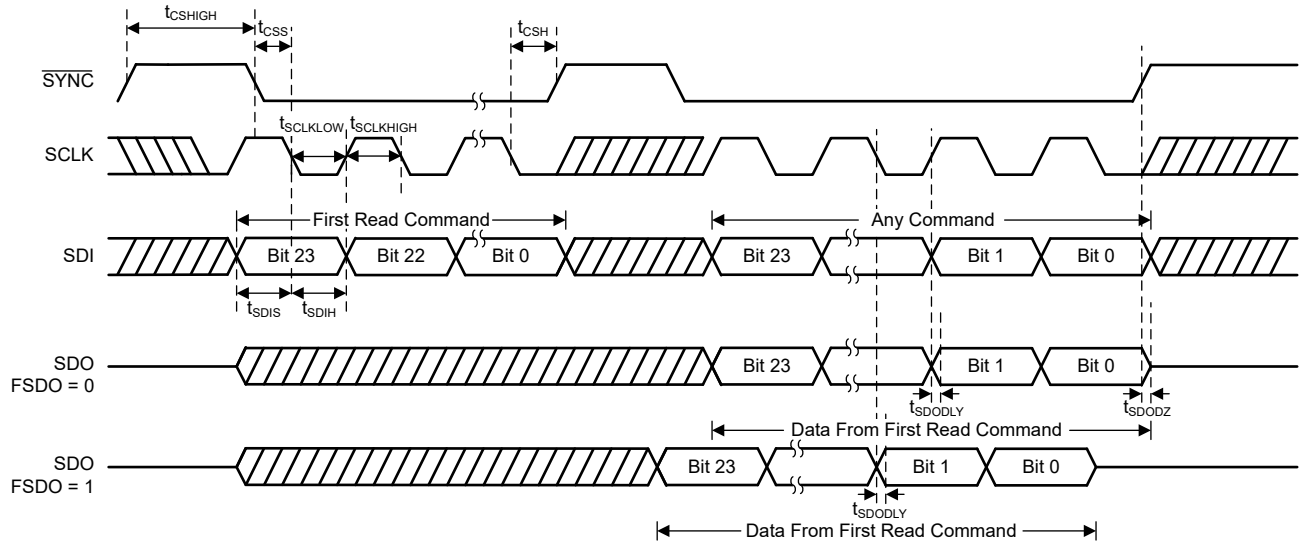 tCSHIGH
tCSS
tCSH
SYNC
tSCLKLOW
tSCLKHIGH
SCLK
First Read Command
Any Command
SDI
Bit 23
Bit 22
Bit 0
Bit 23
Bit 1
Bit 0
tSDIS
tSDIH
SDO
FSDO = 0
Bit 23
Bit 1
Bit 0
tSDODLY
tSDODZ
Data From First Read Command
SDO
FSDO = 1
Bit 23
Bit 1
Bit 0
tSDODLY
Data From First Read Command